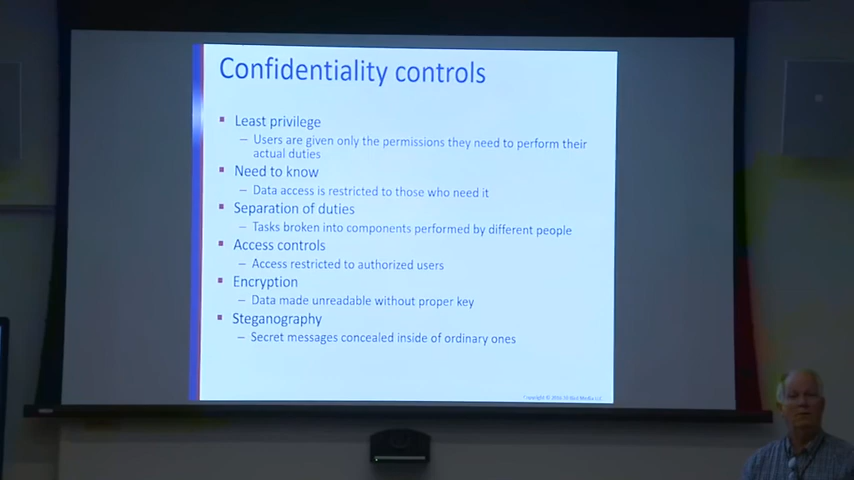 Confidentiality controls
▪ Least privilege
– Users are given only the permissions they need to perform their
actual duties
▪ Need to know
– Data access is restricted to those who need it
▪ Separation of duties
– Tasks broken into components performed by different people
▪ Access controls
– Access restricted to authorized users
▪ Encryption
– Data made unreadable without proper key
▪ Steganography
– Secret messages concealed inside of ordinary ones
Copyright ©